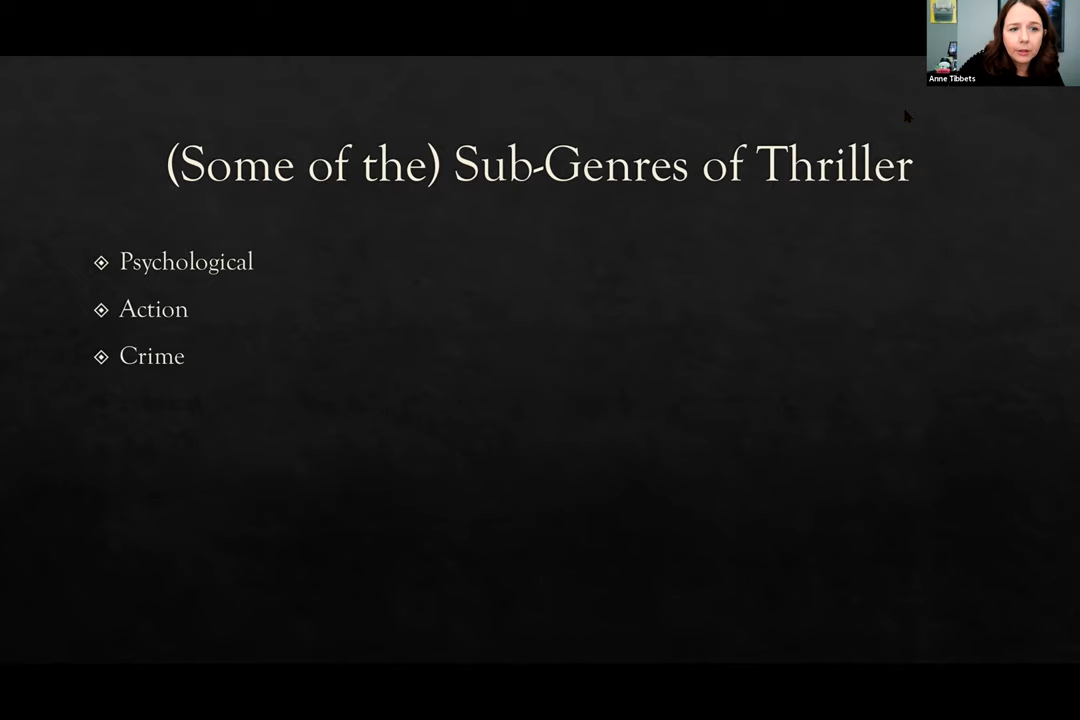 Anne Tibbets
(Some of the) Sub-Genres of Thriller
Psychological
Action
Crime